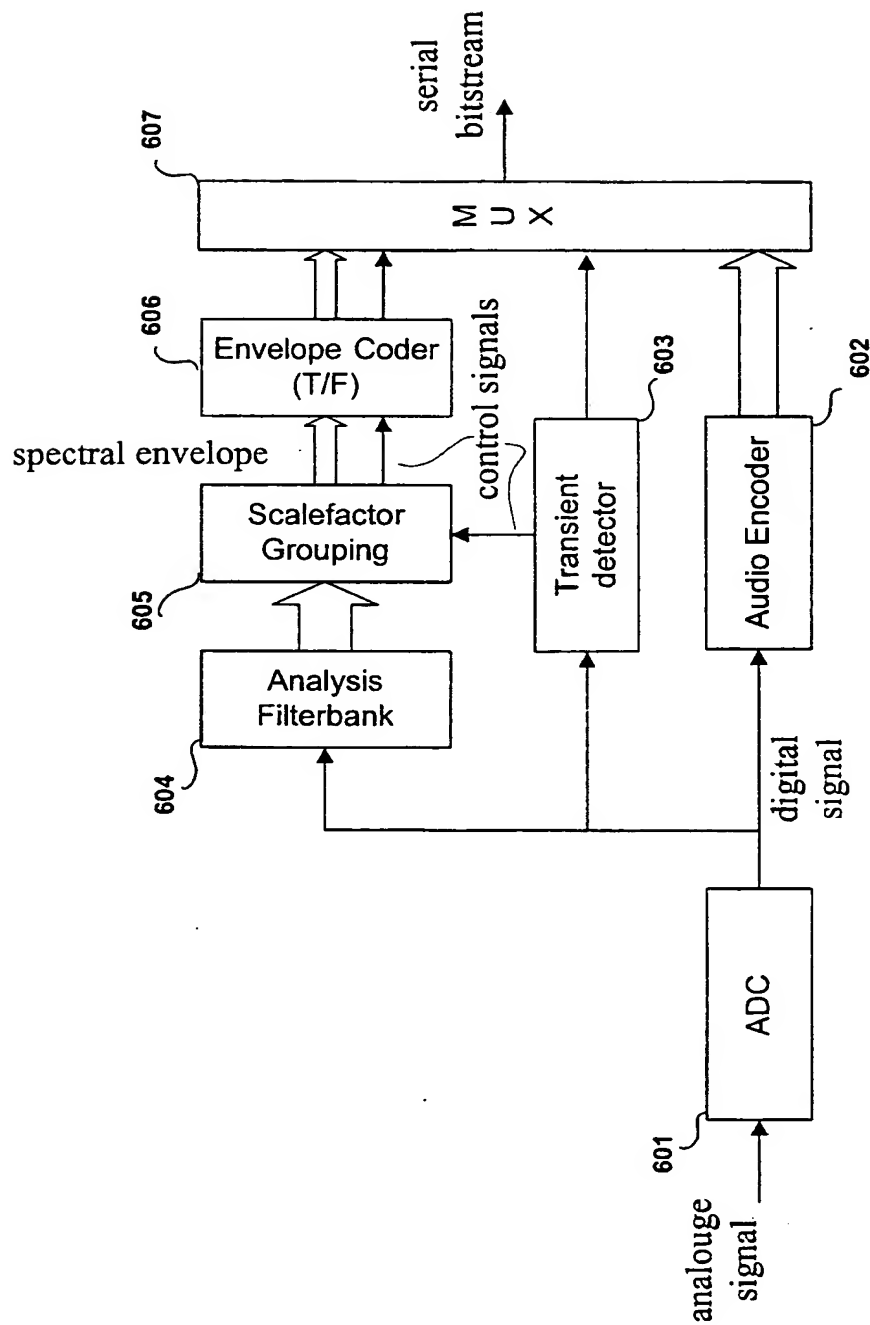 analouge
signal
601
ADC
digital
signal
604
Analysis
Filterbank
605
Scalefactor
Grouping
spectral envelope
606
Envelope Coder
(T/F)
control signals
603
Transient
detector
602
Audio Encoder
607
M
U
X
serial
bitstream